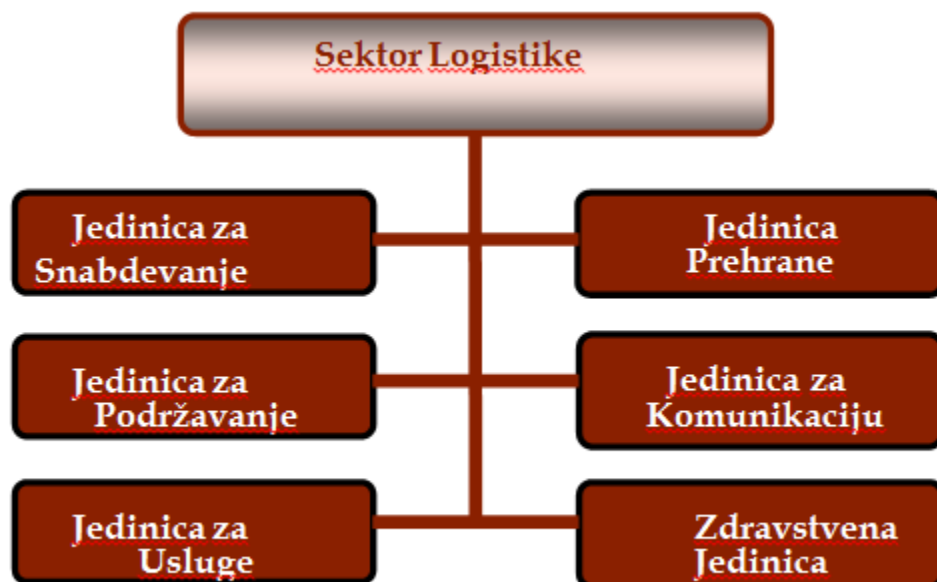 Sektor Logistike
Jedinica za
Snabdevanje
Jedinica
Prehrane
Jedinica za
Podržavanje
Jedinica za
Komunikaciju
Jedinica za
Usluge
Zdravstvena
Jedinica